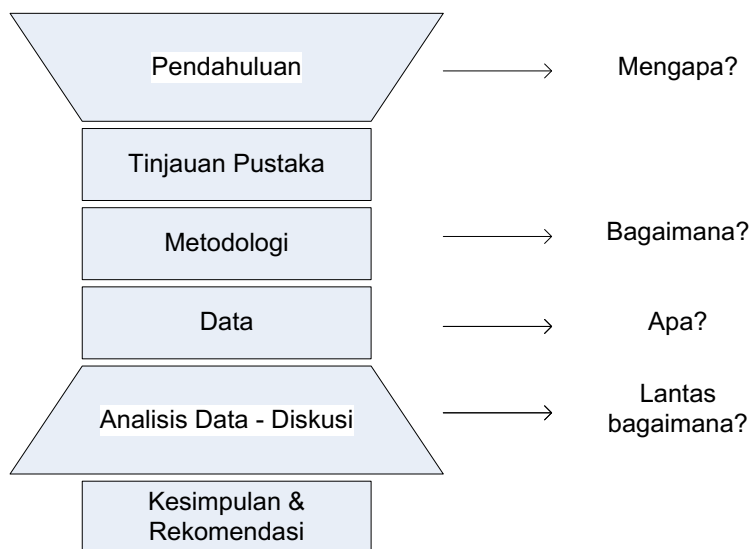 Pendahuluan
Mengapa?
Tinjauan Pustaka
Metodologi
Bagaimana?
Data
Apa?
Analisis Data - Diskusi
Lantas
bagaimana?
Kesimpulan &
Rekomendasi